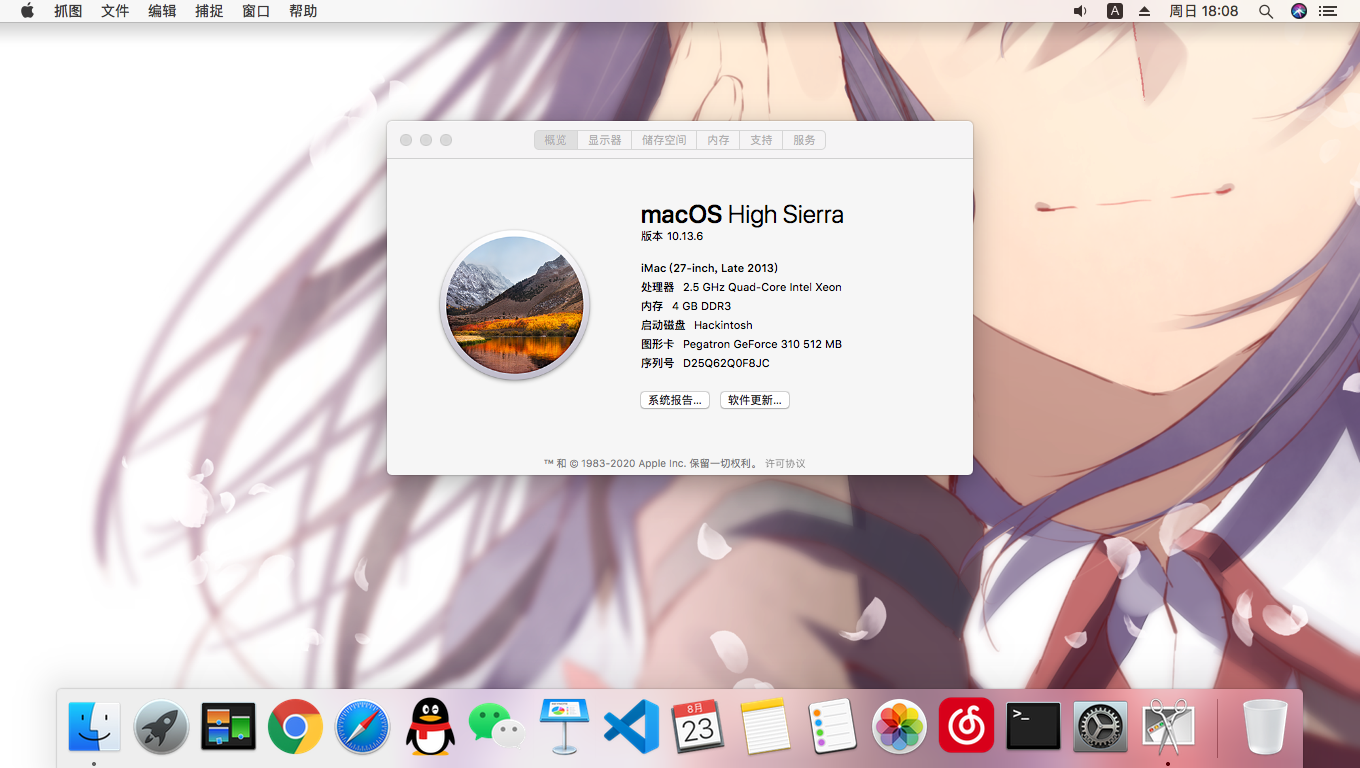 抓图 文件 编辑 捕捉 窗口 帮助 A 周日 18:08
概览 显示器 储存空间 内存 支持 服务
macOS High Sierra
版本 10.13.6
iMac (27-inch, Late 2013)
处理器 2.5 GHz Quad-Core Intel Xeon
内存 4 GB DDR3
启动磁盘 Hackintosh
图形卡 Pegatron GeForce 310 512 MB
序列号 D25Q62Q0F8JC
系统报告... 软件更新...
™ 和 © 1983-2020 Apple Inc. 保留一切权利。 许可协议
8月
23
>_